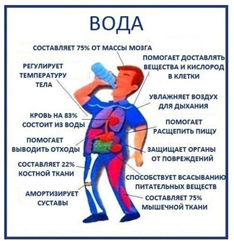 ВОДА
СОСТАВЛЯЕТ 75% ОТ МАССЫ МОЗГА
РЕГУЛИРУЕТ
ТЕМПЕРАТУРУ
ТЕЛА
ПОМОГАЕТ ДОСТАВЛЯТЬ
ВЕЩЕСТВА И КИСЛОРОД
В КЛЕТКИ
УВЛАЖНЯЕТ ВОЗДУХ
ДЛЯ ДЫХАНИЯ
КРОВЬ НА 83%
СОСТОИТ ИЗ ВОДЫ
ПОМОГАЕТ
РАСЩЕПИТЬ ПИЩУ
ПОМОГАЕТ
ВЫВОДИТЬ ОТХОДЫ
ЗАЩИЩАЕТ ОРГАНЫ
ОТ ПОВРЕЖДЕНИЙ
СОСТАВЛЯЕТ 22%
КОСТНОЙ ТКАНИ
СПОСОБСТВУЕТ ВСАСЫВАНИЮ
ПИТАТЕЛЬНЫХ ВЕЩЕСТВ
АМОРТИЗИРУЕТ
СУСТАВЫ
СОСТАВЛЯЕТ 75%
МЫШЕЧНОЙ ТКАНИ